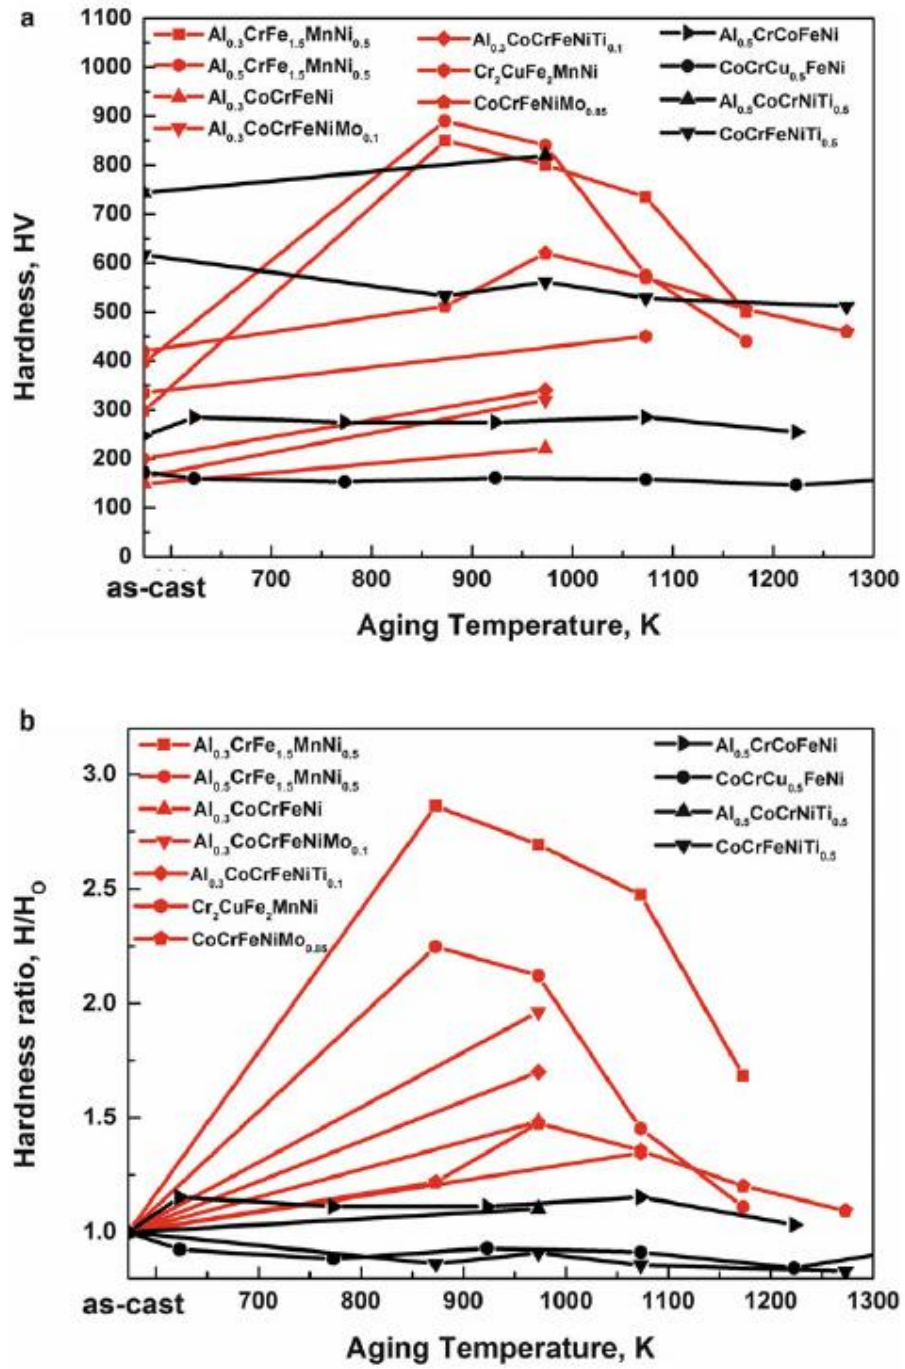 a
1100
1000
900
800
700
600
500
400
300
200
100
0
Hardness, HV
Al0.3CrFe1.5MnNi0.5
Al0.5CrFe1.5MnNi0.5
Al0.3CoCrFeNi
Al0.3CoCrFeNiMo0.1
Al0.3CoCrFeNiTi0.1
Cr2CuFe2MnNi
CoCrFeNiMo0.85
Al0.5CrCoFeNi
CoCrCu0.5FeNi
Al0.5CoCrNiTi0.5
CoCrFeNiTi0.5
as-cast 700 800 900 1000 1100 1200 1300
Aging Temperature, K
b
3.0
2.5
2.0
1.5
1.0
Hardness ratio, H/HO
Al0.3CrFe1.5MnNi0.5
Al0.5CrFe1.5MnNi0.5
Al0.3CoCrFeNi
Al0.3CoCrFeNiMo0.1
Al0.3CoCrFeNiTi0.1
Cr2CuFe2MnNi
CoCrFeNiMo0.85
Al0.5CrCoFeNi
CoCrCu0.5FeNi
Al0.5CoCrNiTi0.5
CoCrFeNiTi0.5
as-cast 700 800 900 1000 1100 1200 1300
Aging Temperature, K